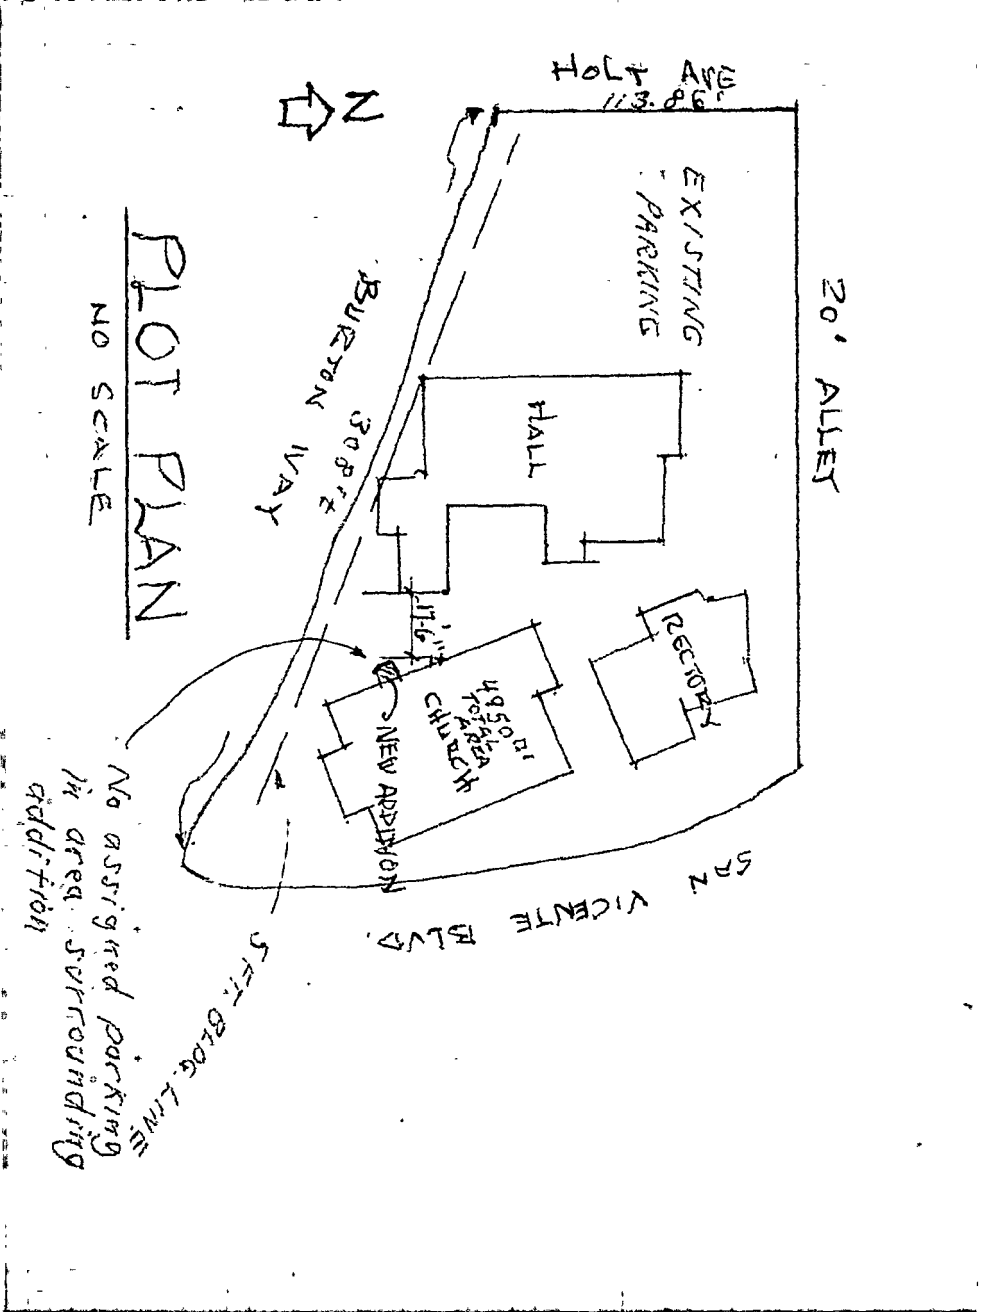 HOLT AVE
113.86'
N
EXISTING
PARKING
20' ALLEY
HALL
BURTON WAY
308'±
PLOT PLAN
NO SCALE
17'-6"±
RECTORY
4950 □'
TOTAL
AREA
CHURCH
NEW ADDITION
SAN VICENTE BLVD.
5 FT. BLDG. LINE
No assigned parking
in area surrounding
addition